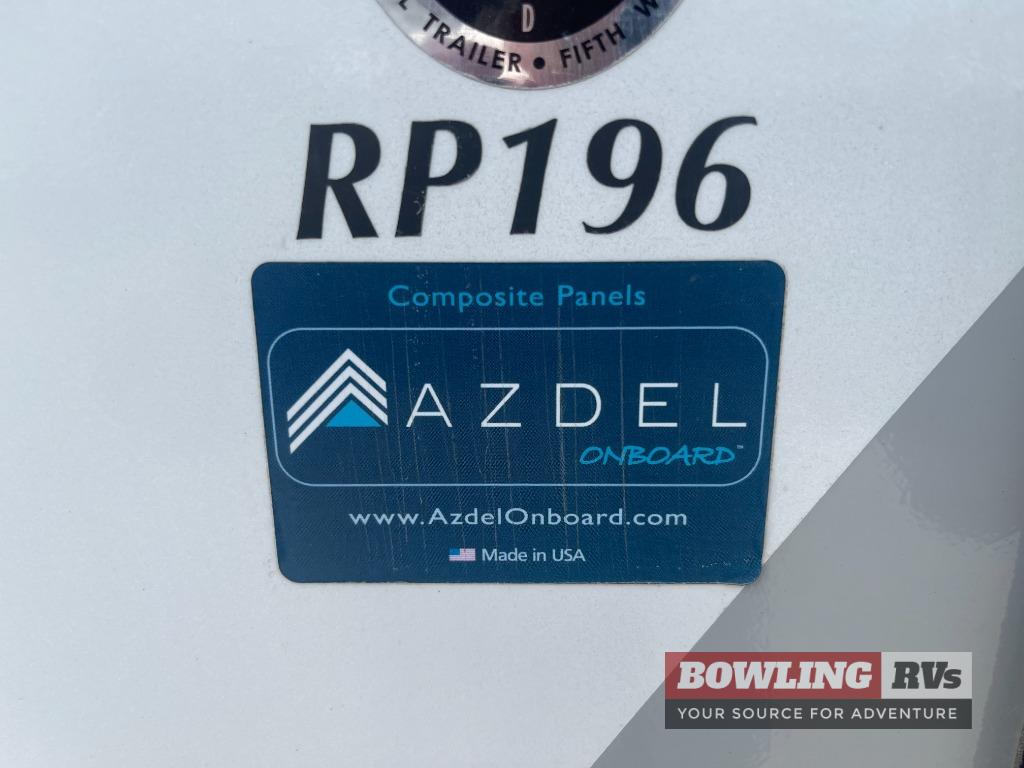 D
TRAILER • FIFTH
RP196
Composite Panels
AZDEL
ONBOARD™
www.AzdelOnboard.com
Made in USA
BOWLING RVs
YOUR SOURCE FOR ADVENTURE